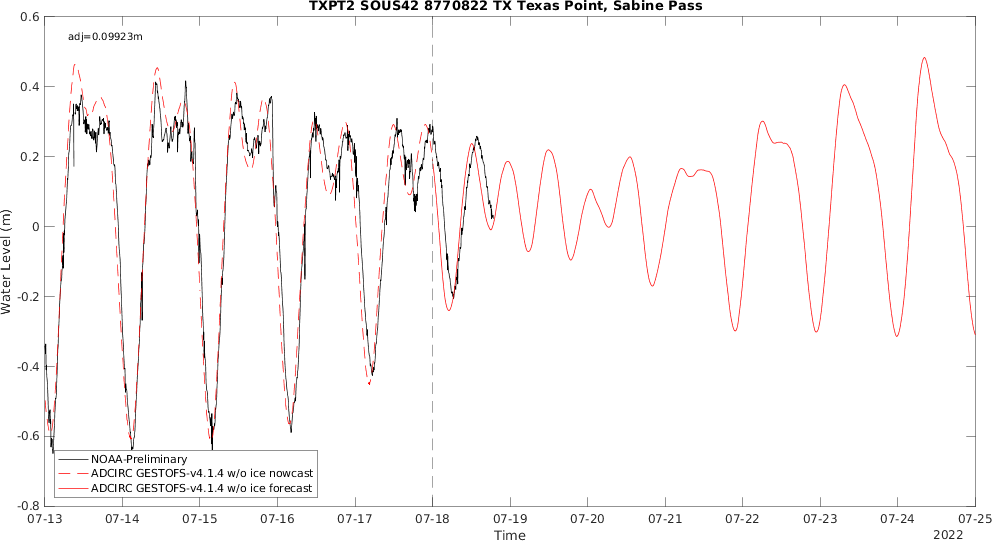 TXPT2 SOUS42 8770822 TX Texas Point, Sabine Pass
adj=0.09923m
0.6
0.4
0.2
0
-0.2
-0.4
-0.6
-0.8
Water Level (m)
NOAA-Preliminary
ADCIRC GESTOFS-v4.1.4 w/o ice nowcast
ADCIRC GESTOFS-v4.1.4 w/o ice forecast
07-13 07-14 07-15 07-16 07-17 07-18 07-19 07-20 07-21 07-22 07-23 07-24 07-25
Time
2022